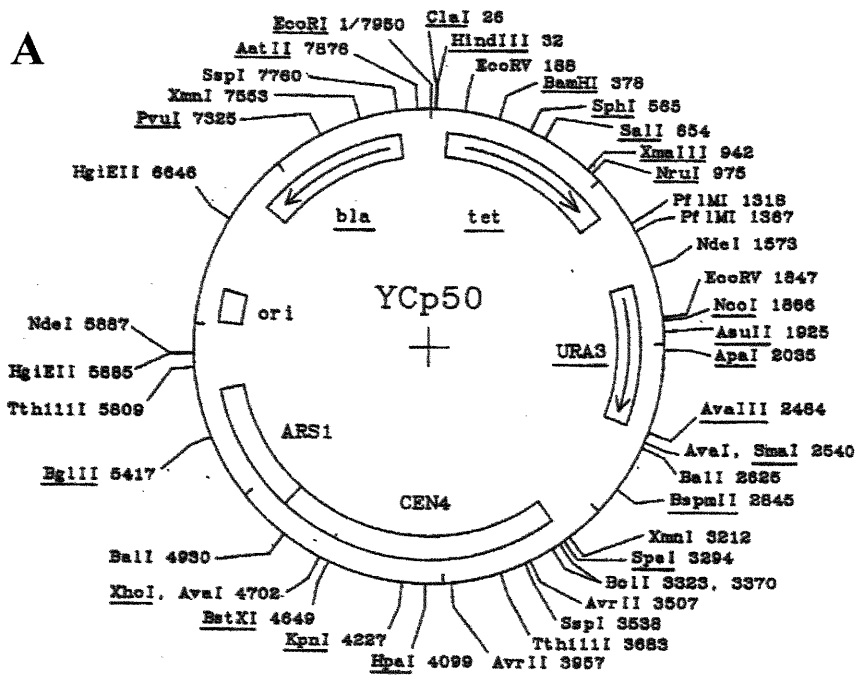 A
EcoRI 1/7950
AatII 7876
SspI 7760
XmnI 7553
PvuI 7325
HgiEII 6646
NdeI 5887
HgiEII 5885
Tth111I 5809
BglII 5417
BalI 4930
XhoI, AvaI 4702
BstXI 4649
KpnI 4227
HpaI 4099
ClaI 26
HindIII 32
EcoRV 188
BamHI 378
SphI 565
SalI 654
XmaIII 942
NruI 975
PflMI 1318
PflMI 1367
NdeI 1573
EcoRV 1847
NcoI 1866
AsuII 1925
ApaI 2035
AvaIII 2484
AvaI, SmaI 2540
BalI 2625
BspmII 2845
XmnI 3212
SpeI 3294
BclI 3323, 3370
AvrII 3507
SspI 3538
Tth111I 3683
AvrII 3957
bla
tet
YCp50
ori
URA3
ARS1
CEN4